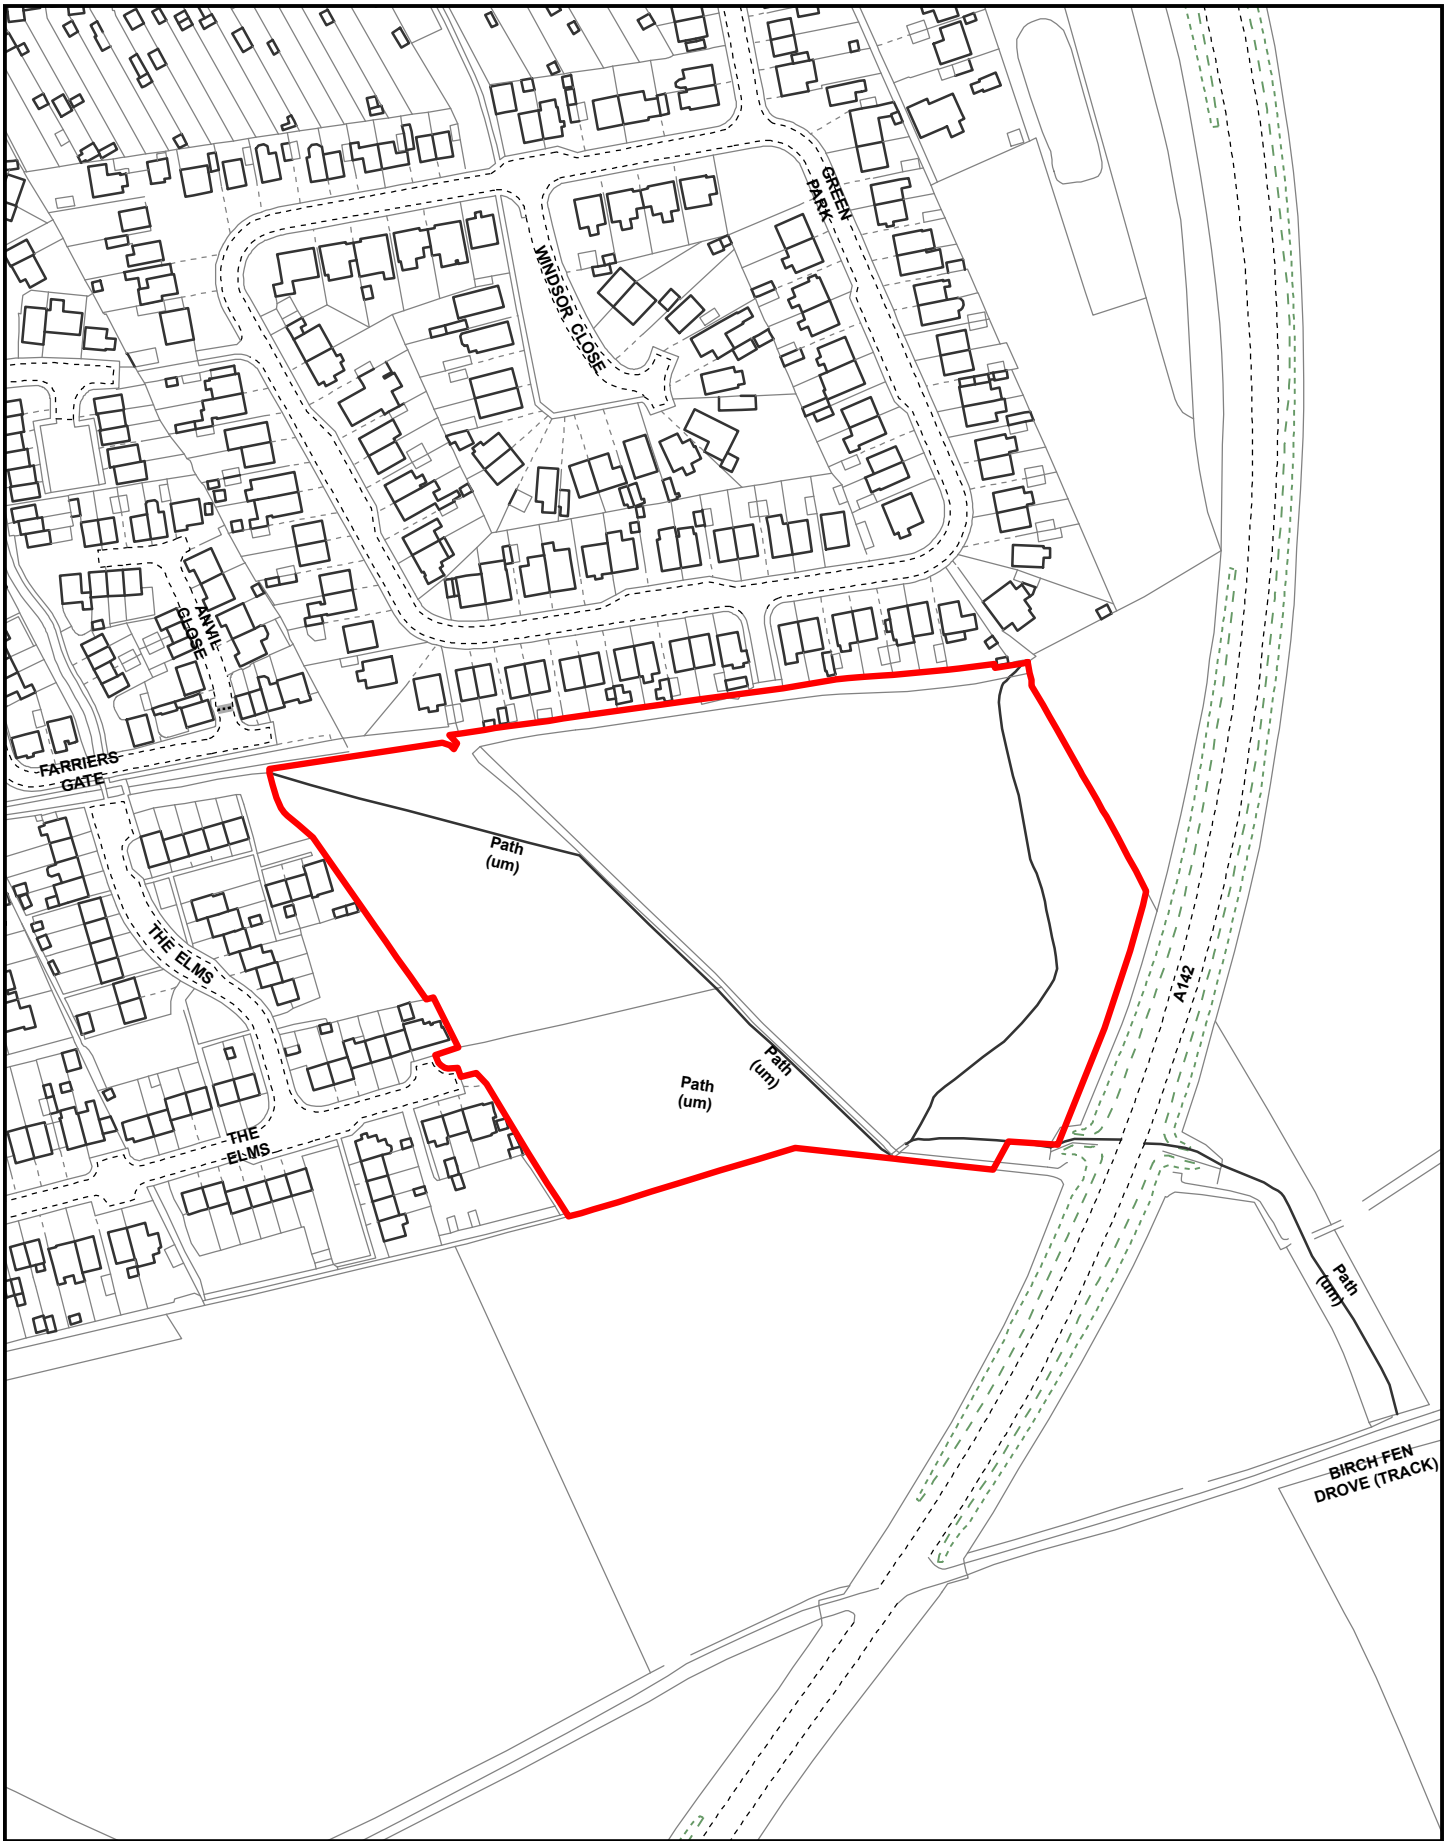 GREEN
PARK
WINDSOR CLOSE
ANVIL
CLOSE
FARRIERS
GATE
Path
(um)
THE ELMS
A142
Path
(um)
Path
(um)
THE
ELMS
Path
(um)
BIRCH FEN
DROVE (TRACK)